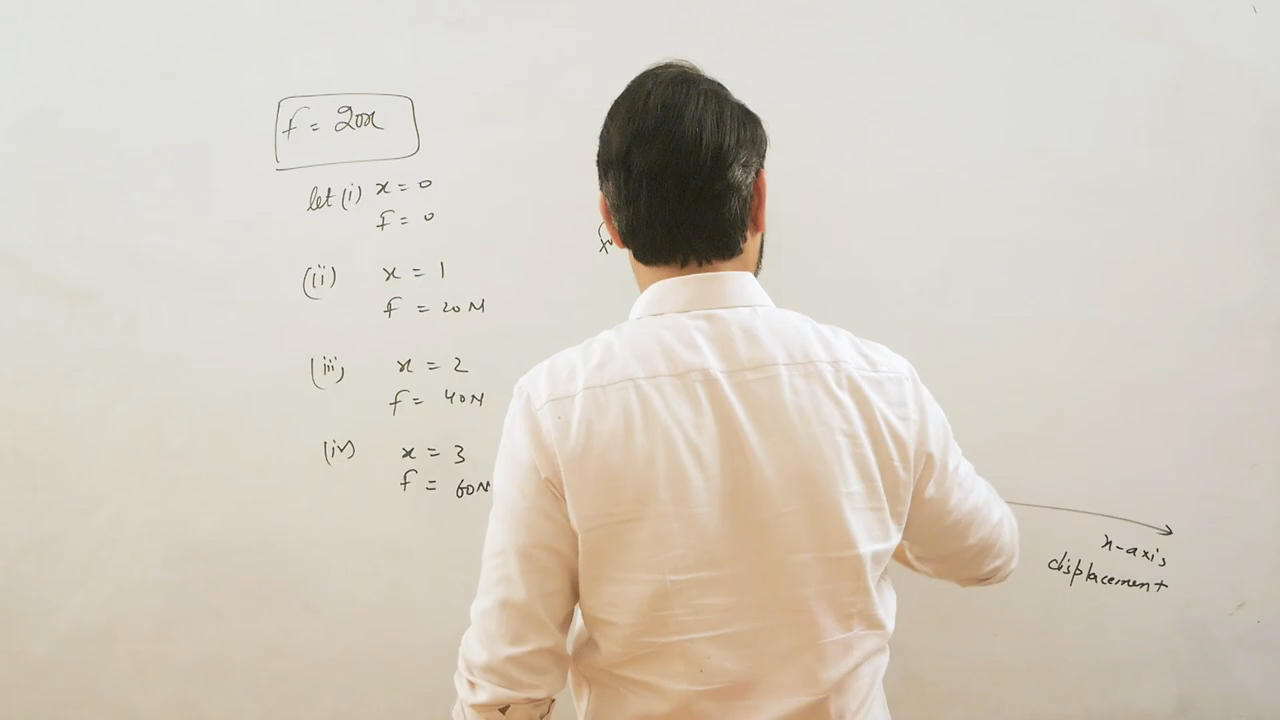 f = 20x
let (i) x = 0
f = 0
(ii) x = 1
f = 20N
(iii) x = 2
f = 40N
(iv) x = 3
f = 60N
x-axis
displacement